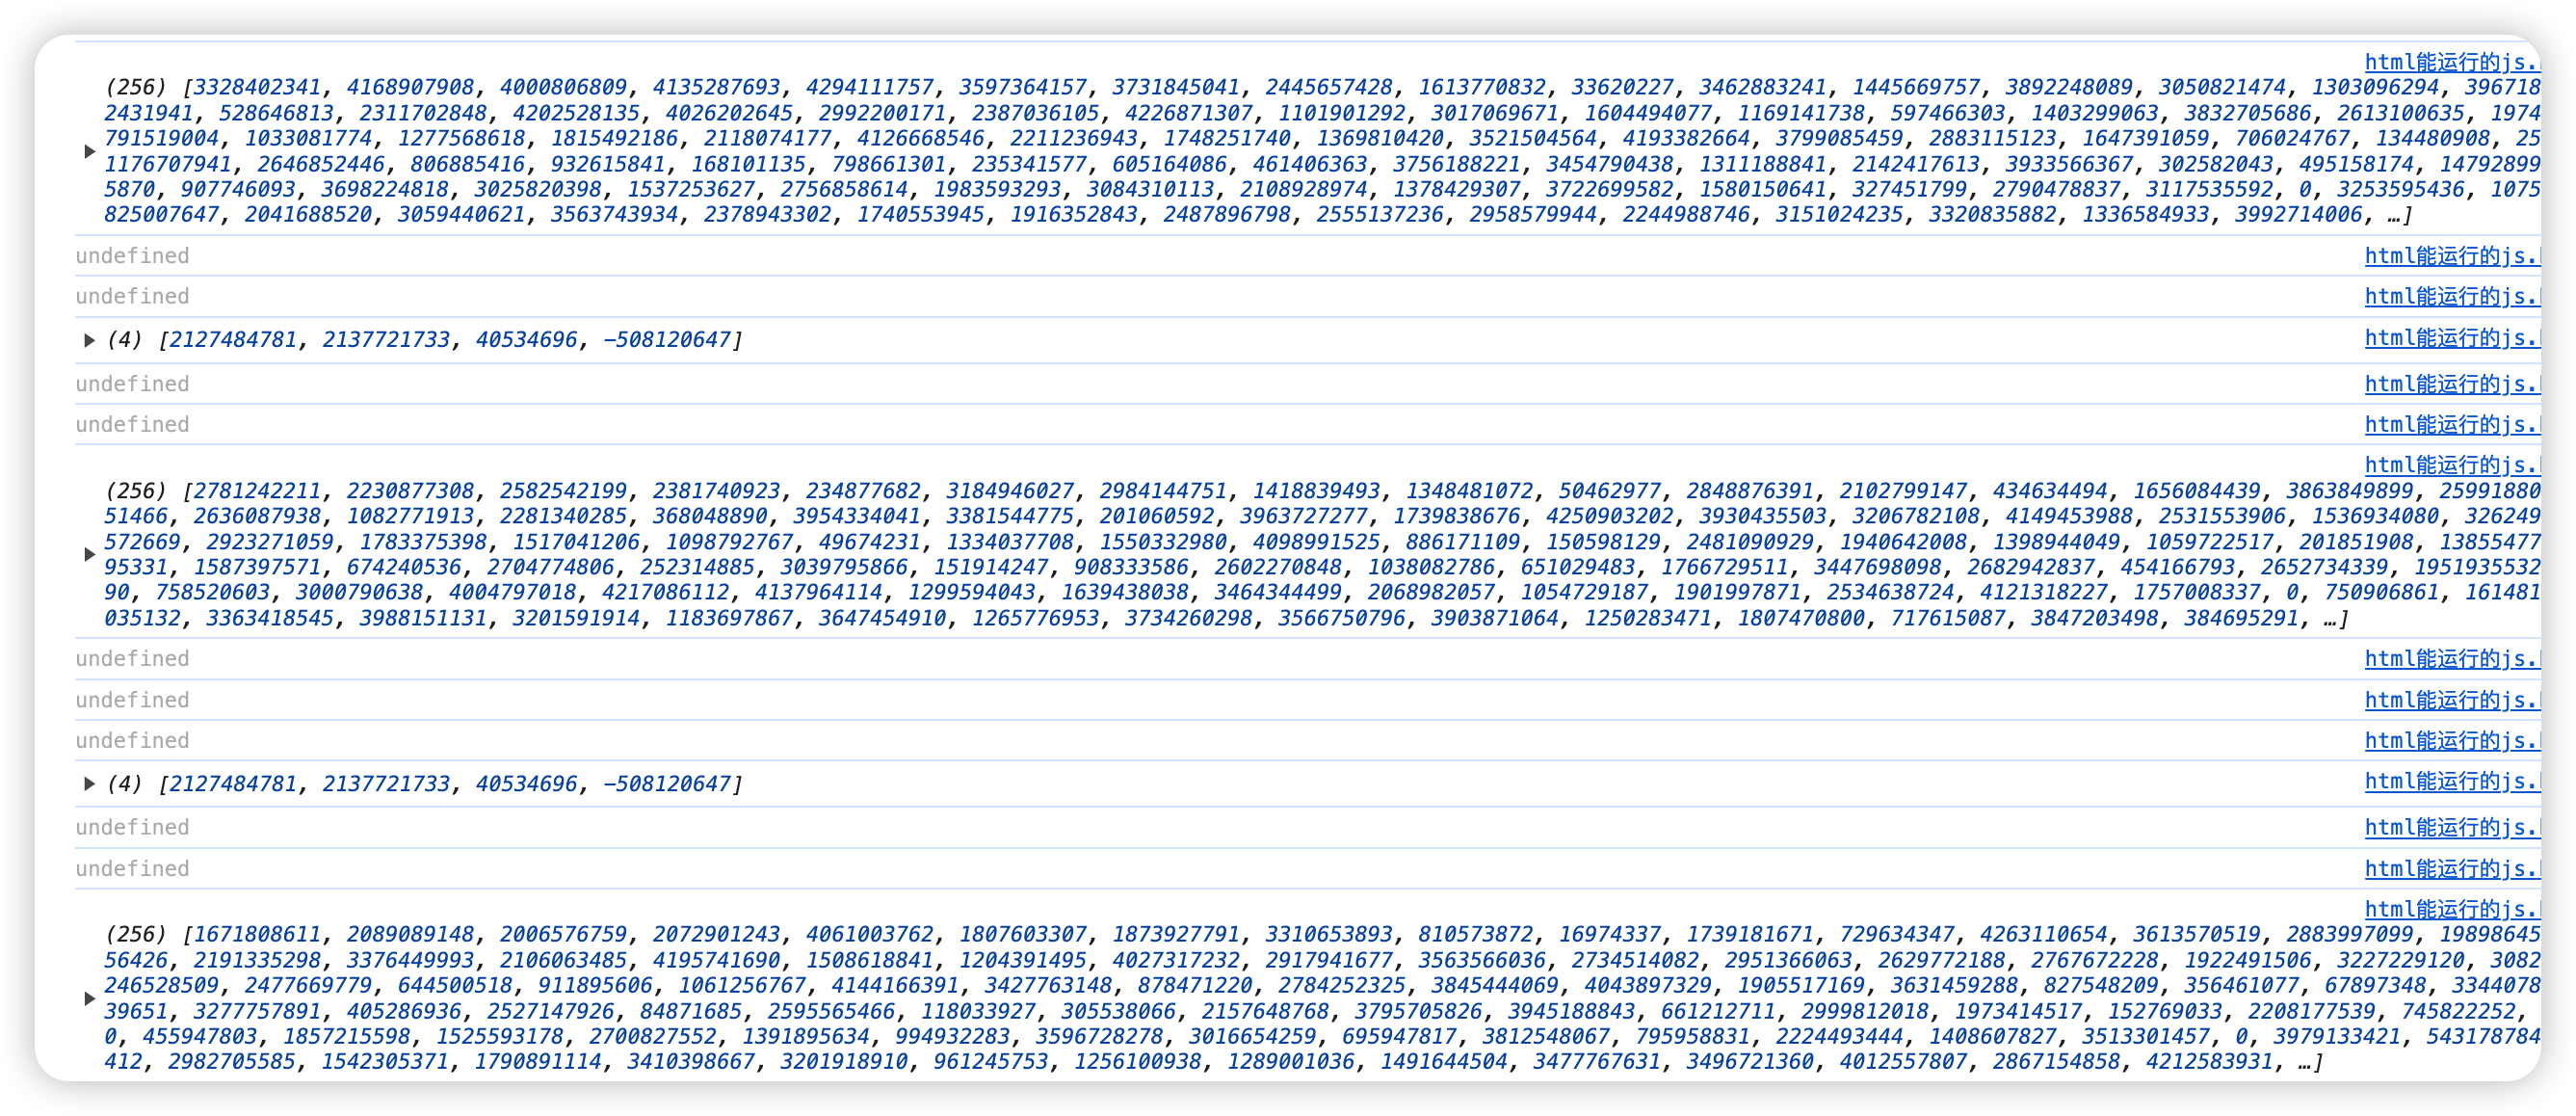 html能运行的js.
(256) [3328402341, 4168907908, 4000806809, 4135287693, 4294111757, 3597364157, 3731845041, 2445657428, 1613770832, 33620227, 3462883241, 1445669757, 3892248089, 3050821474, 1303096294, 396718
2431941, 528646813, 2311702848, 4202528135, 4026202645, 2992200171, 2387036105, 4226871307, 1101901292, 3017069671, 1604494077, 1169141738, 597466303, 1403299063, 3832705686, 2613100635, 1974
791519004, 1033081774, 1277568618, 1815492186, 2118074177, 4126668546, 2211236943, 1748251740, 1369810420, 3521504564, 4193382664, 3799085459, 2883115123, 1647391059, 706024767, 134480908, 25
1176707941, 2646852446, 806885416, 932615841, 168101135, 798661301, 235341577, 605164086, 461406363, 3756188221, 3454790438, 1311188841, 2142417613, 3933566367, 302582043, 495158174, 14792899
5870, 907746093, 3698224818, 3025820398, 1537253627, 2756858614, 1983593293, 3084310113, 2108928974, 1378429307, 3722699582, 1580150641, 327451799, 2790478837, 3117535592, 0, 3253595436, 1075
825007647, 2041688520, 3059440621, 3563743934, 2378943302, 1740553945, 1916352843, 2487896798, 2555137236, 2958579944, 2244988746, 3151024235, 3320835882, 1336584933, 3992714006, …]
undefined html能运行的js.
undefined html能运行的js.
(4) [2127484781, 2137721733, 40534696, –508120647] html能运行的js.
undefined html能运行的js.
undefined html能运行的js.
html能运行的js.
(256) [2781242211, 2230877308, 2582542199, 2381740923, 234877682, 3184946027, 2984144751, 1418839493, 1348481072, 50462977, 2848876391, 2102799147, 434634494, 1656084439, 3863849899, 25991880
51466, 2636087938, 1082771913, 2281340285, 368048890, 3954334041, 3381544775, 201060592, 3963727277, 1739838676, 4250903202, 3930435503, 3206782108, 4149453988, 2531553906, 1536934080, 326249
572669, 2923271059, 1783375398, 1517041206, 1098792767, 49674231, 1334037708, 1550332980, 4098991525, 886171109, 150598129, 2481090929, 1940642008, 1398944049, 1059722517, 201851908, 13855477
95331, 1587397571, 674240536, 2704774806, 252314885, 3039795866, 151914247, 908333586, 2602270848, 1038082786, 651029483, 1766729511, 3447698098, 2682942837, 454166793, 2652734339, 1951935532
90, 758520603, 3000790638, 4004797018, 4217086112, 4137964114, 1299594043, 1639438038, 3464344499, 2068982057, 1054729187, 1901997871, 2534638724, 4121318227, 1757008337, 0, 750906861, 161481
035132, 3363418545, 3988151131, 3201591914, 1183697867, 3647454910, 1265776953, 3734260298, 3566750796, 3903871064, 1250283471, 1807470800, 717615087, 3847203498, 384695291, …]
undefined html能运行的js.
undefined html能运行的js.
undefined html能运行的js.
(4) [2127484781, 2137721733, 40534696, –508120647] html能运行的js.
undefined html能运行的js.
undefined html能运行的js.
html能运行的js.
(256) [1671808611, 2089089148, 2006576759, 2072901243, 4061003762, 1807603307, 1873927791, 3310653893, 810573872, 16974337, 1739181671, 729634347, 4263110654, 3613570519, 2883997099, 19898645
56426, 2191335298, 3376449993, 2106063485, 4195741690, 1508618841, 1204391495, 4027317232, 2917941677, 3563566036, 2734514082, 2951366063, 2629772188, 2767672228, 1922491506, 3227229120, 3082
246528509, 2477669779, 644500518, 911895606, 1061256767, 4144166391, 3427763148, 878471220, 2784252325, 3845444069, 4043897329, 1905517169, 3631459288, 827548209, 356461077, 67897348, 3344078
39651, 3277757891, 405286936, 2527147926, 84871685, 2595565466, 118033927, 305538066, 2157648768, 3795705826, 3945188843, 661212711, 2999812018, 1973414517, 152769033, 2208177539, 745822252,
0, 455947803, 1857215598, 1525593178, 2700827552, 1391895634, 994932283, 3596728278, 3016654259, 695947817, 3812548067, 795958831, 2224493444, 1408607827, 3513301457, 0, 3979133421, 543178784
412, 2982705585, 1542305371, 1790891114, 3410398667, 3201918910, 961245753, 1256100938, 1289001036, 1491644504, 3477767631, 3496721360, 4012557807, 2867154858, 4212583931, …]